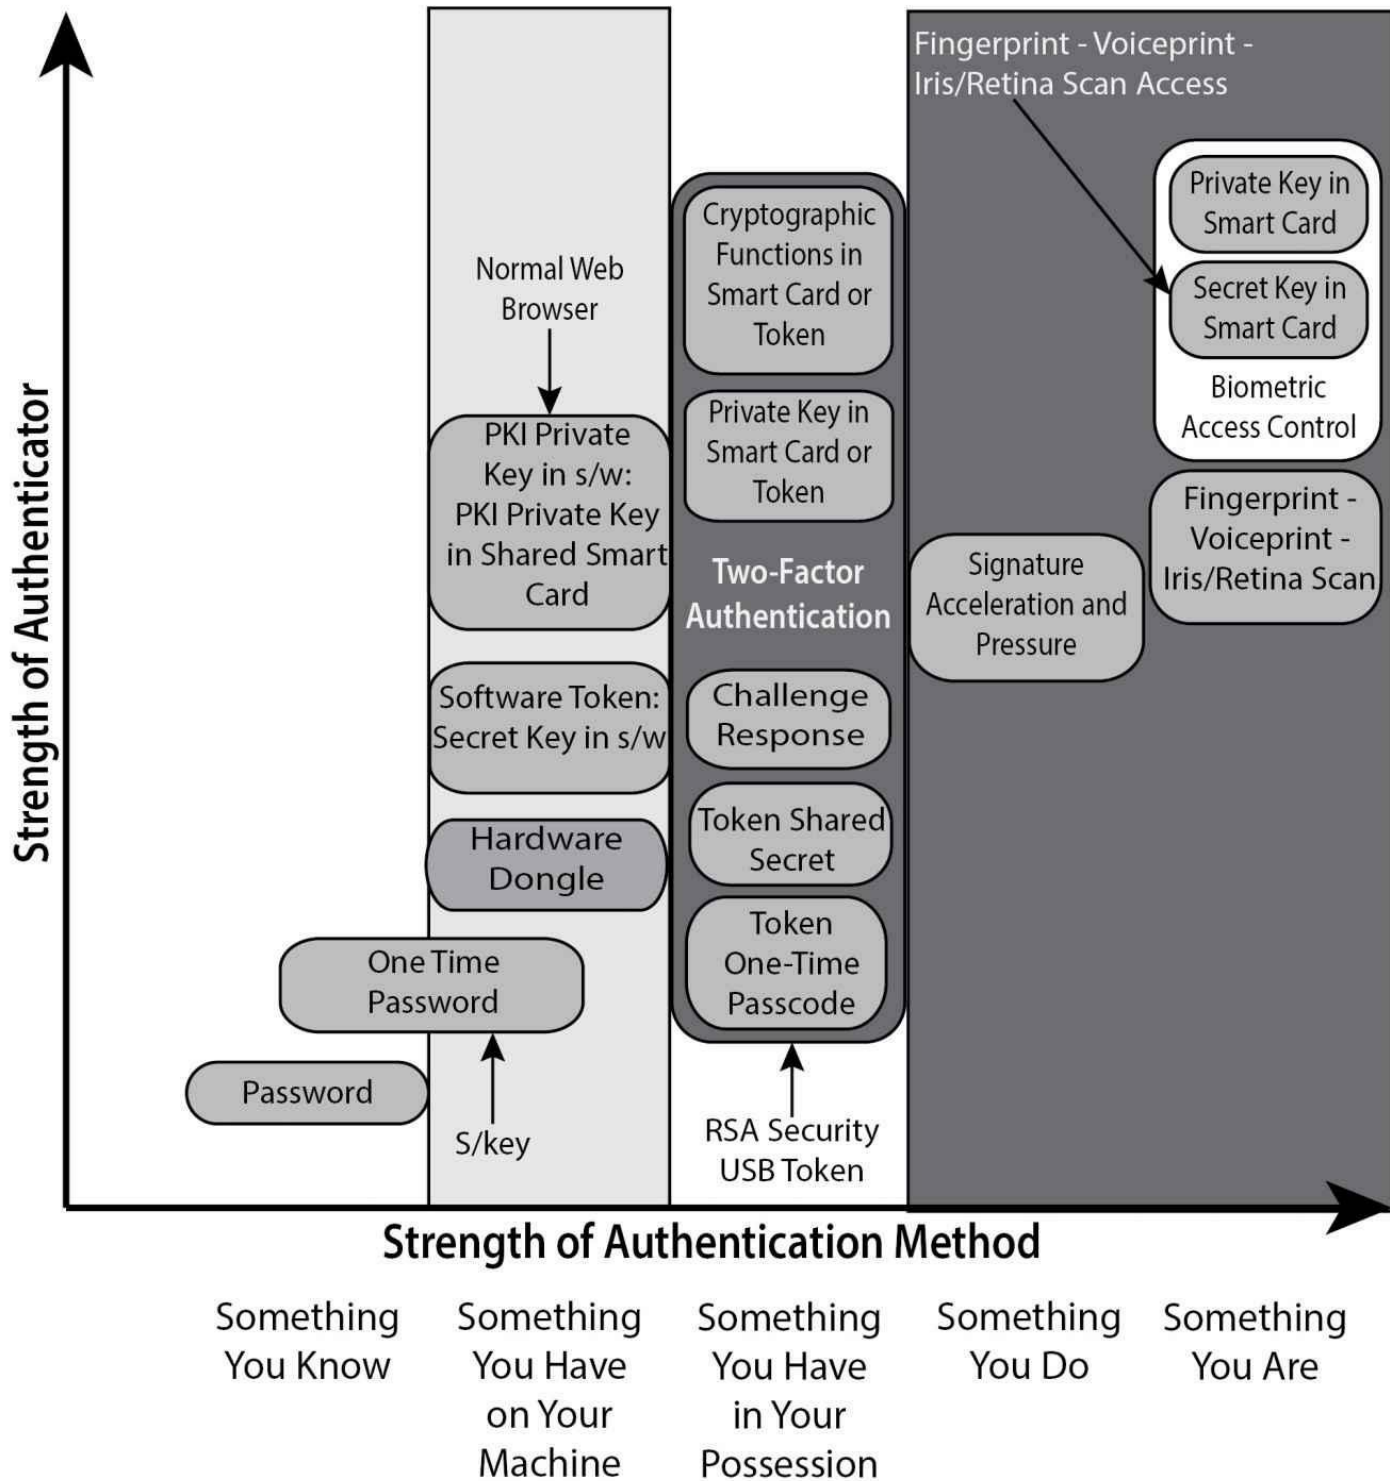 Fingerprint - Voiceprint -
Iris/Retina Scan Access
Private Key in
Smart Card
Secret Key in
Smart Card
Biometric
Access Control
Fingerprint -
Voiceprint -
Iris/Retina Scan
Signature
Acceleration and
Pressure
Cryptographic
Functions in
Smart Card or
Token
Private Key in
Smart Card or
Token
Two-Factor
Authentication
Challenge
Response
Token Shared
Secret
Token
One-Time
Passcode
RSA Security
USB Token
Normal Web
Browser
PKI Private
Key in s/w:
PKI Private Key
in Shared Smart
Card
Software Token:
Secret Key in s/w
Hardware
Dongle
One Time
Password
S/key
Password
Strength of Authenticator
Strength of Authentication Method
Something
You Know
Something
You Have
on Your
Machine
Something
You Have
in Your
Possession
Something
You Do
Something
You Are